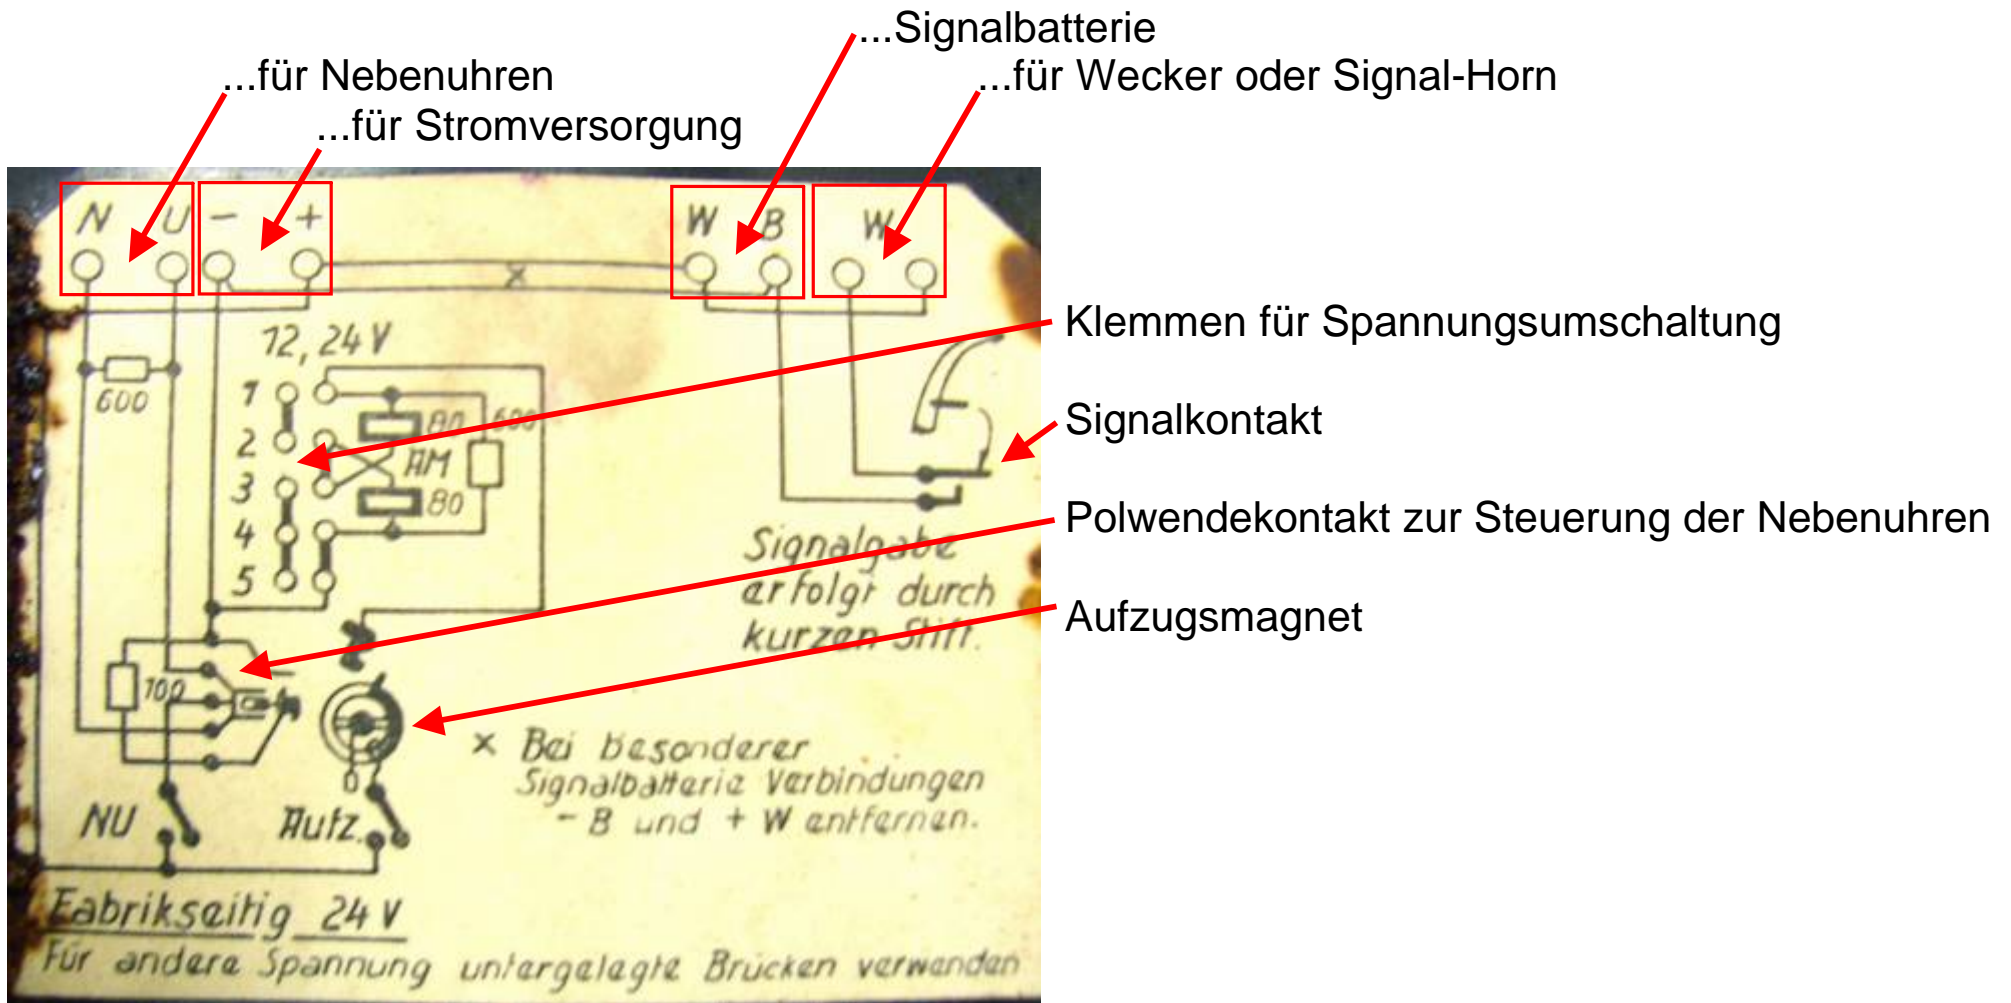 ...Signalbatterie
...für Nebenuhren
...für Wecker oder Signal-Horn
...für Stromversorgung
N U - + W B W
12, 24 V
Klemmen für Spannungsumschaltung
600
1
80 600
2
AM
3
80
4
5
Signalkontakt
Polwendekontakt zur Steuerung der Nebenuhren
Aufzugsmagnet
Signalgabe
erfolgt durch
kurzen Stift.
100
x Bei besonderer
Signalbatterie Verbindungen
- B und + W entfernen.
NU Aufz.
Fabrikseitig 24 V
Für andere Spannung untergelegte Brücken verwenden